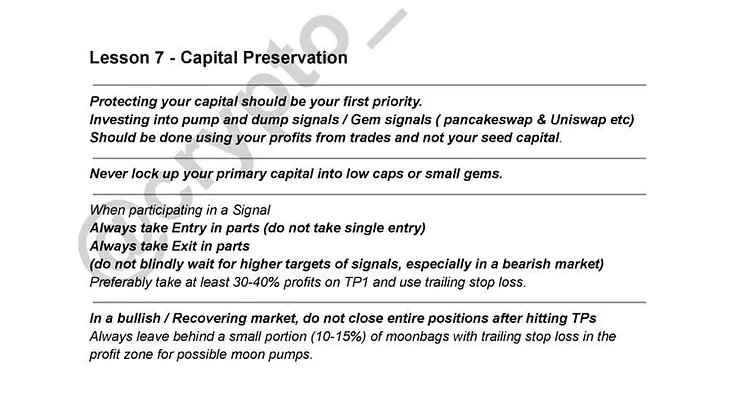 Lesson 7 - Capital Preservation
Protecting your capital should be your first priority.
Investing into pump and dump signals / Gem signals ( pancakeswap & Uniswap etc)
Should be done using your profits from trades and not your seed capital.
Never lock up your primary capital into low caps or small gems.
When participating in a Signal
Always take Entry in parts (do not take single entry)
Always take Exit in parts
(do not blindly wait for higher targets of signals, especially in a bearish market)
Preferably take at least 30-40% profits on TP1 and use trailing stop loss.
In a bullish / Recovering market, do not close entire positions after hitting TPs
Always leave behind a small portion (10-15%) of moonbags with trailing stop loss in the
profit zone for possible moon pumps.
@crypto_